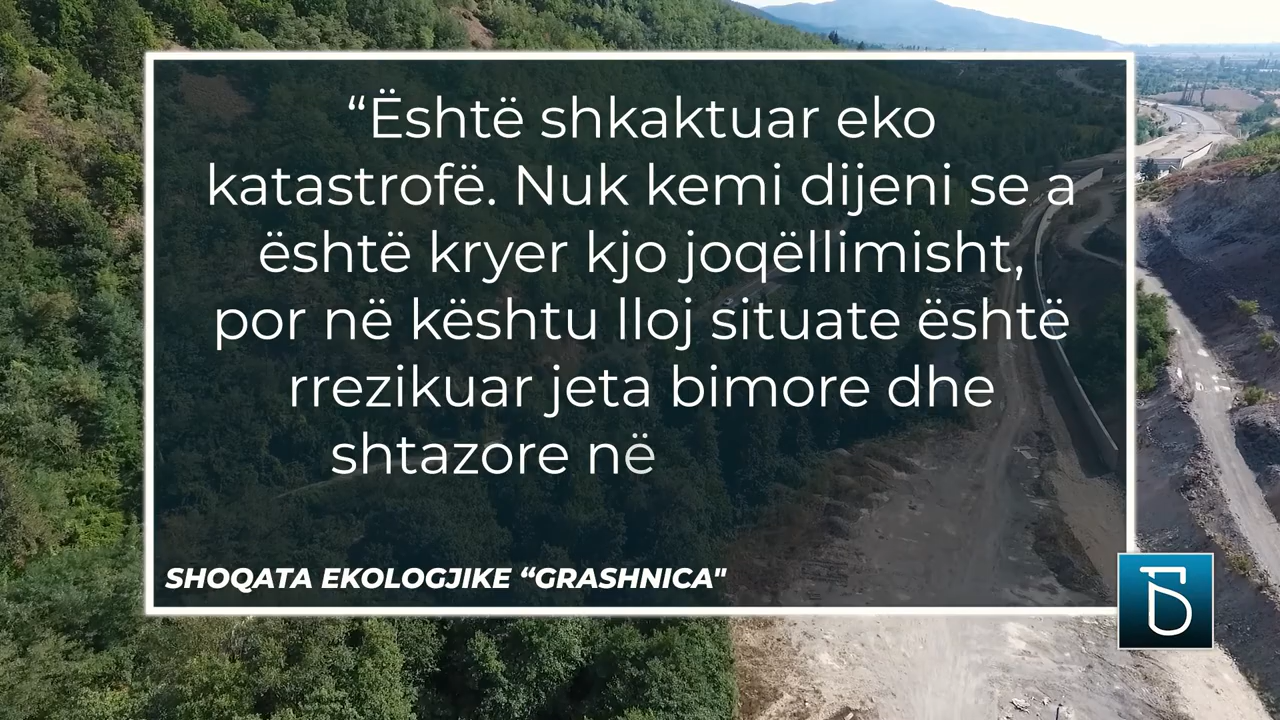 “Është shkaktuar eko
katastrofë. Nuk kemi dijeni se a
është kryer kjo joqëllimisht,
por në kështu lloj situate është
rrezikuar jeta bimore dhe
shtazore në
SHOQATA EKOLOGJIKE “GRASHNICA"